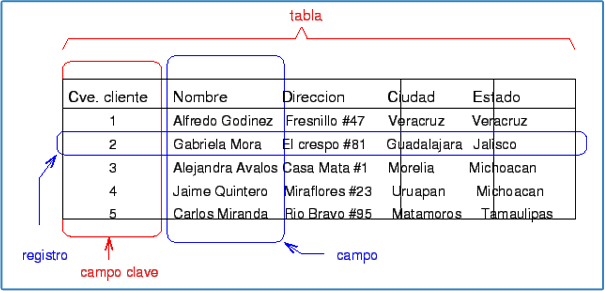 tabla
Cve. cliente Nombre Direccion Ciudad Estado
1 Alfredo Godinez Fresnillo #47 Veracruz Veracruz
2 Gabriela Mora El crespo #81 Guadalajara Jalisco
3 Alejandra Avalos Casa Mata #1 Morelia Michoacan
4 Jaime Quintero Miraflores #23 Uruapan Michoacan
5 Carlos Miranda Rio Bravo #95 Matamoros Tamaulipas
registro campo
campo clave